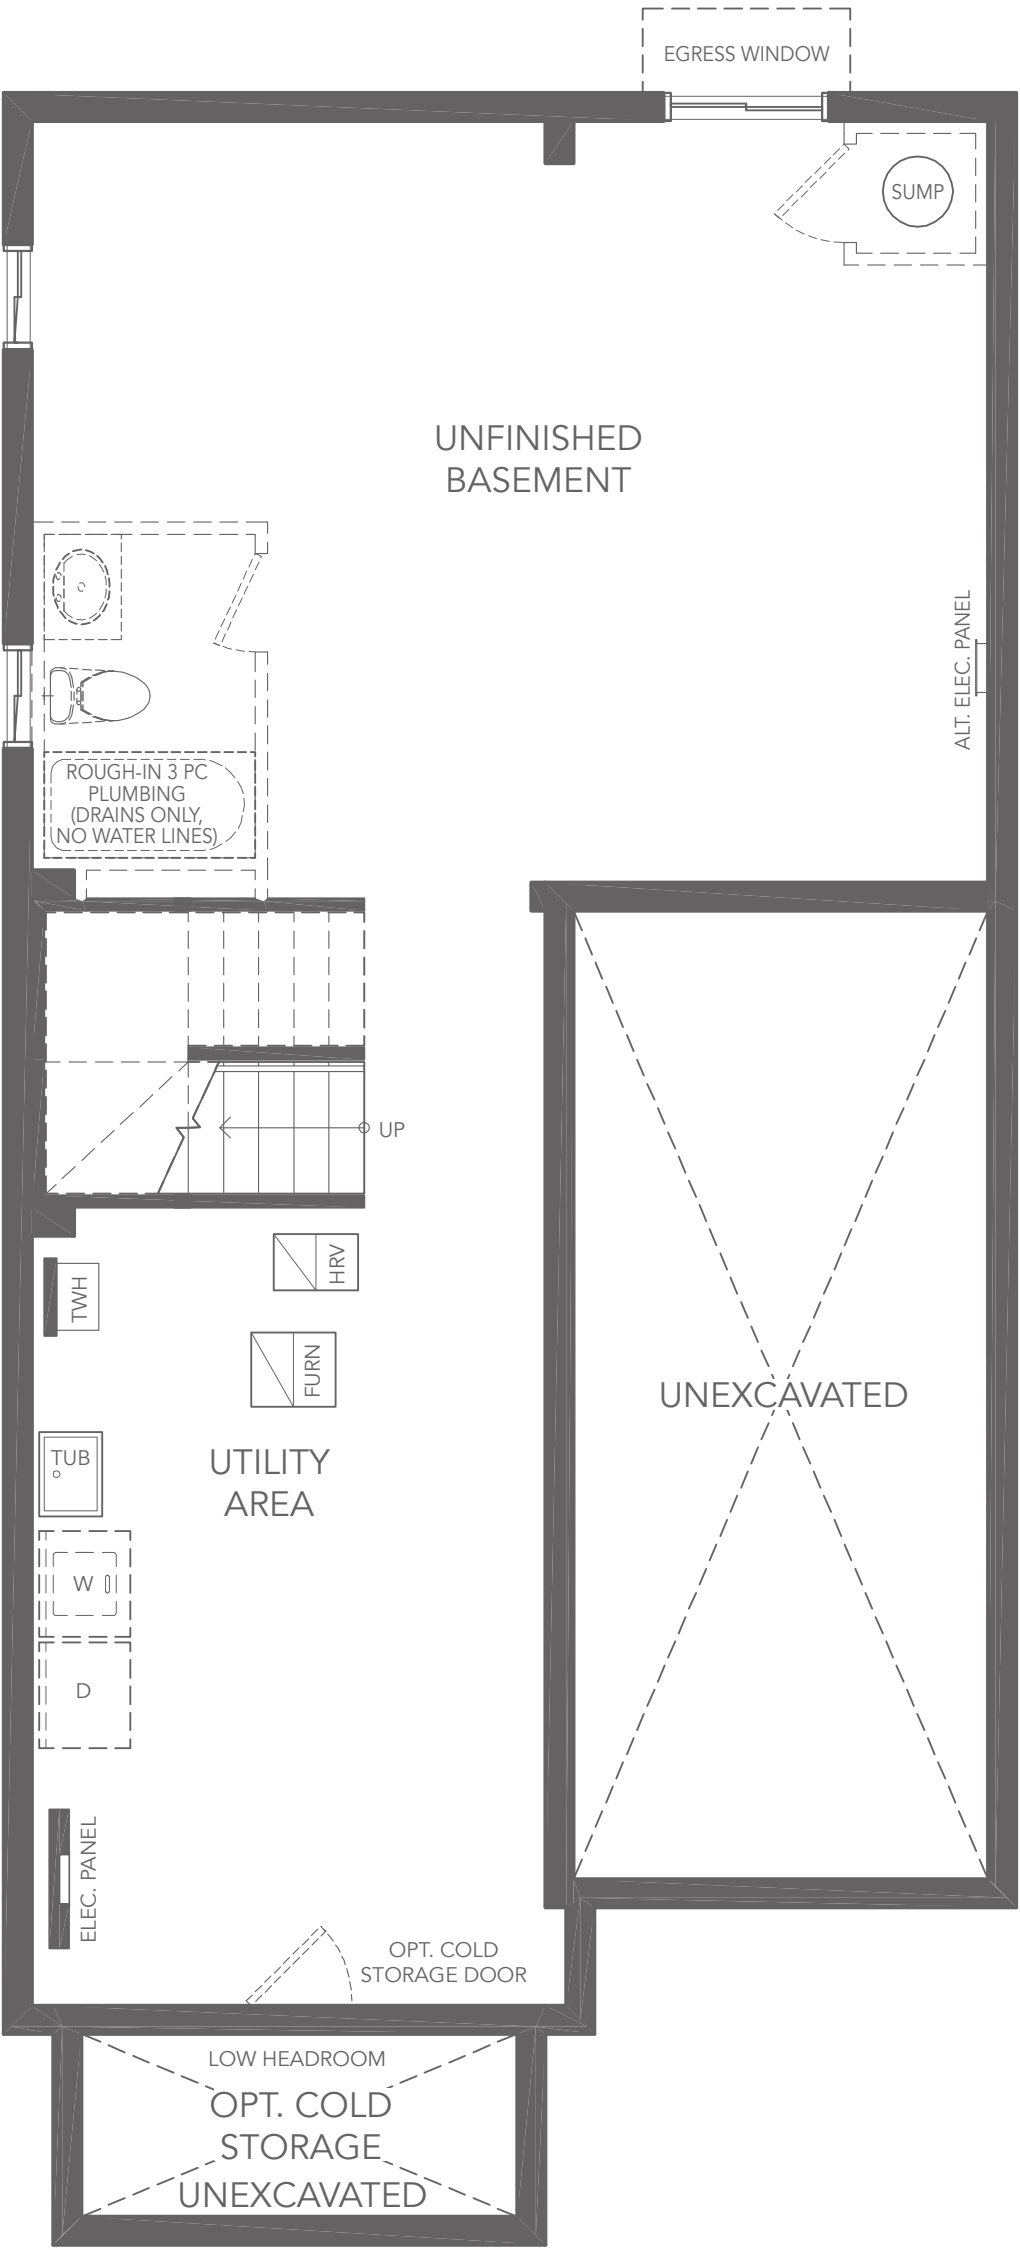 EGRESS WINDOW
SUMP
UNFINISHED
BASEMENT
ALT. ELEC. PANEL
ROUGH-IN 3 PC
PLUMBING
(DRAINS ONLY,
NO WATER LINES)
UP
HRV
TWH
FURN
UNEXCAVATED
TUB
UTILITY
AREA
W
D
ELEC. PANEL
OPT. COLD
STORAGE DOOR
LOW HEADROOM
OPT. COLD
STORAGE
UNEXCAVATED